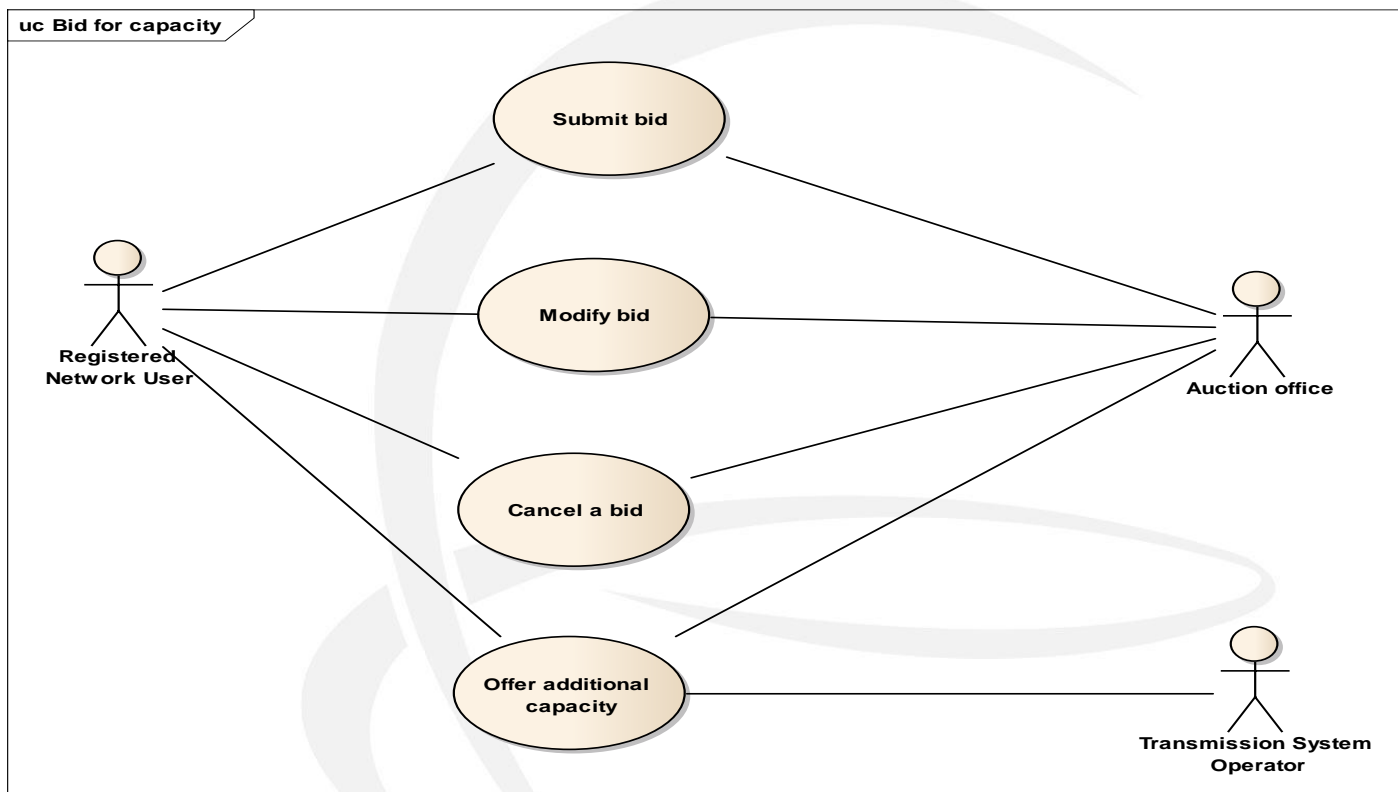 uc Bid for capacity
Submit bid
Modify bid
Registered
Network User
Auction office
Cancel a bid
Offer additional
capacity
Transmission System
Operator